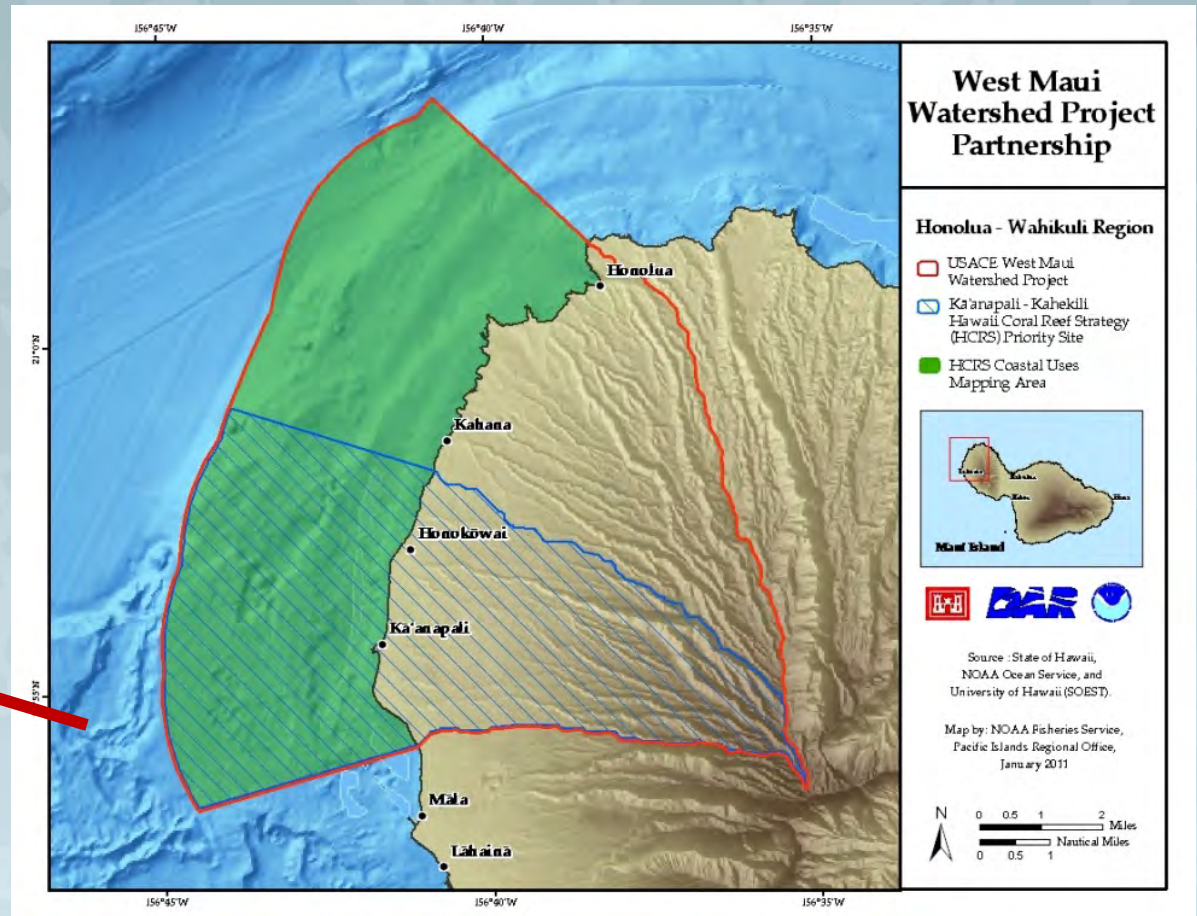 156°45'W
156°40'W
156°35'W
21°0'N
55'N
156°45'W
156°40'W
156°35'W
Honolua
Kahana
Honokōwai
Kā'anapali
Māla
Lāhainā
West Maui
Watershed Project
Partnership
Honolua - Wahikuli Region
USACE West Maui
Watershed Project
Kā'anapali - Kahekili
Hawaii Coral Reef Strategy
(HCRS) Priority Site
HCRS Coastal Uses
Mapping Area
Maui Island
DAR
Source : State of Hawaii,
NOAA Ocean Service, and
University of Hawaii (SOEST).
Map by: NOAA Fisheries Service,
Pacific Islands Regional Office,
January 2011
N
0 0.5 1 2
Miles
Nautical Miles
0 0.5 1